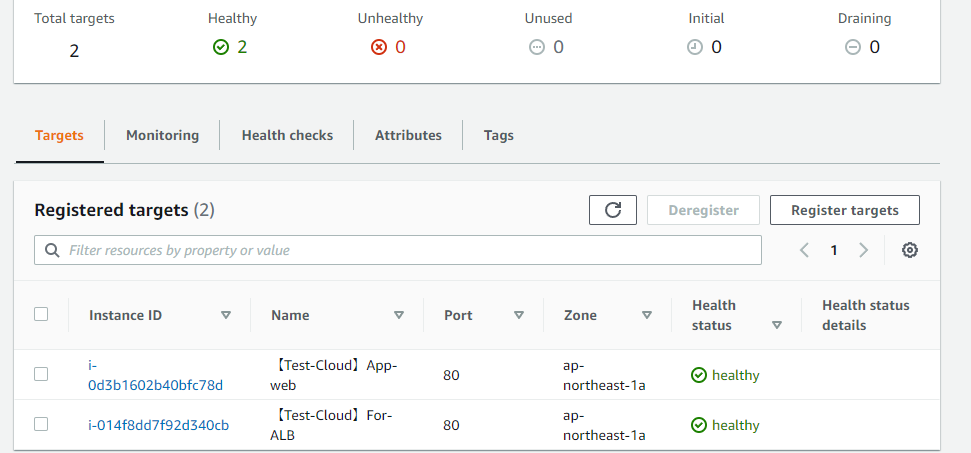 Total targets Healthy Unhealthy Unused Initial Draining
2 2 0 0 0 0
Targets Monitoring Health checks Attributes Tags
Registered targets (2) Deregister Register targets
Filter resources by property or value 1
Instance ID Name Port Zone Health status Health status details
i-0d3b1602b40bfc78d 【Test-Cloud】App-web 80 ap-northeast-1a healthy
i-014f8dd7f92d340cb 【Test-Cloud】For-ALB 80 ap-northeast-1a healthy